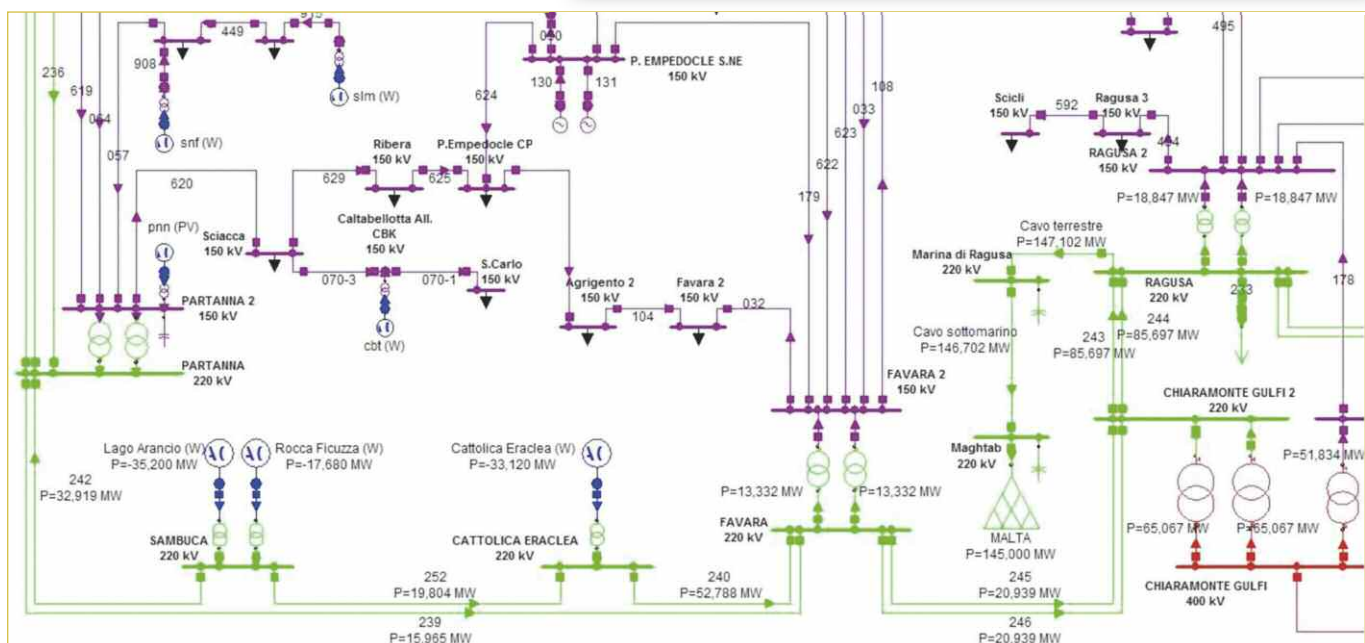 915
449
236
908
slm (W)
619
064
snf (W)
057
620
pnn (PV)
PARTANNA 2
150 kV
PARTANNA
220 kV
Sciacca
150 kV
629
Ribera
150 kV
625
P.Empedocle CP
150 kV
624
130
131
P. EMPEDOCLE S.NE
150 kV
Caltabellotta All.
CBK
150 kV
070-3
070-1
S.Carlo
150 kV
cbt (W)
Agrigento 2
150 kV
104
Favara 2
150 kV
032
179
622
623
033
108
FAVARA 2
150 kV
495
Scicli
150 kV
592
Ragusa 3
150 kV
494
RAGUSA 2
150 kV
P=18,847 MW
P=18,847 MW
Cavo terrestre
P=147,102 MW
Marina di Ragusa
220 kV
RAGUSA
220 kV
233
178
Cavo sottomarino
P=146,702 MW
244
P=85,697 MW
243
P=85,697 MW
CHIARAMONTE GULFI 2
220 kV
Maghtab
220 kV
P=51,834 MW
P=65,067 MW
P=65,067 MW
CHIARAMONTE GULFI
400 kV
MALTA
P=145,000 MW
Lago Arancio (W)
P=-35,200 MW
Rocca Ficuzza (W)
P=-17,680 MW
Cattolica Eraclea (W)
P=-33,120 MW
242
P=32,919 MW
SAMBUCA
220 kV
CATTOLICA ERACLEA
220 kV
P=13,332 MW
P=13,332 MW
FAVARA
220 kV
252
P=19,804 MW
240
P=52,788 MW
239
P=15,965 MW
245
P=20,939 MW
246
P=20,939 MW